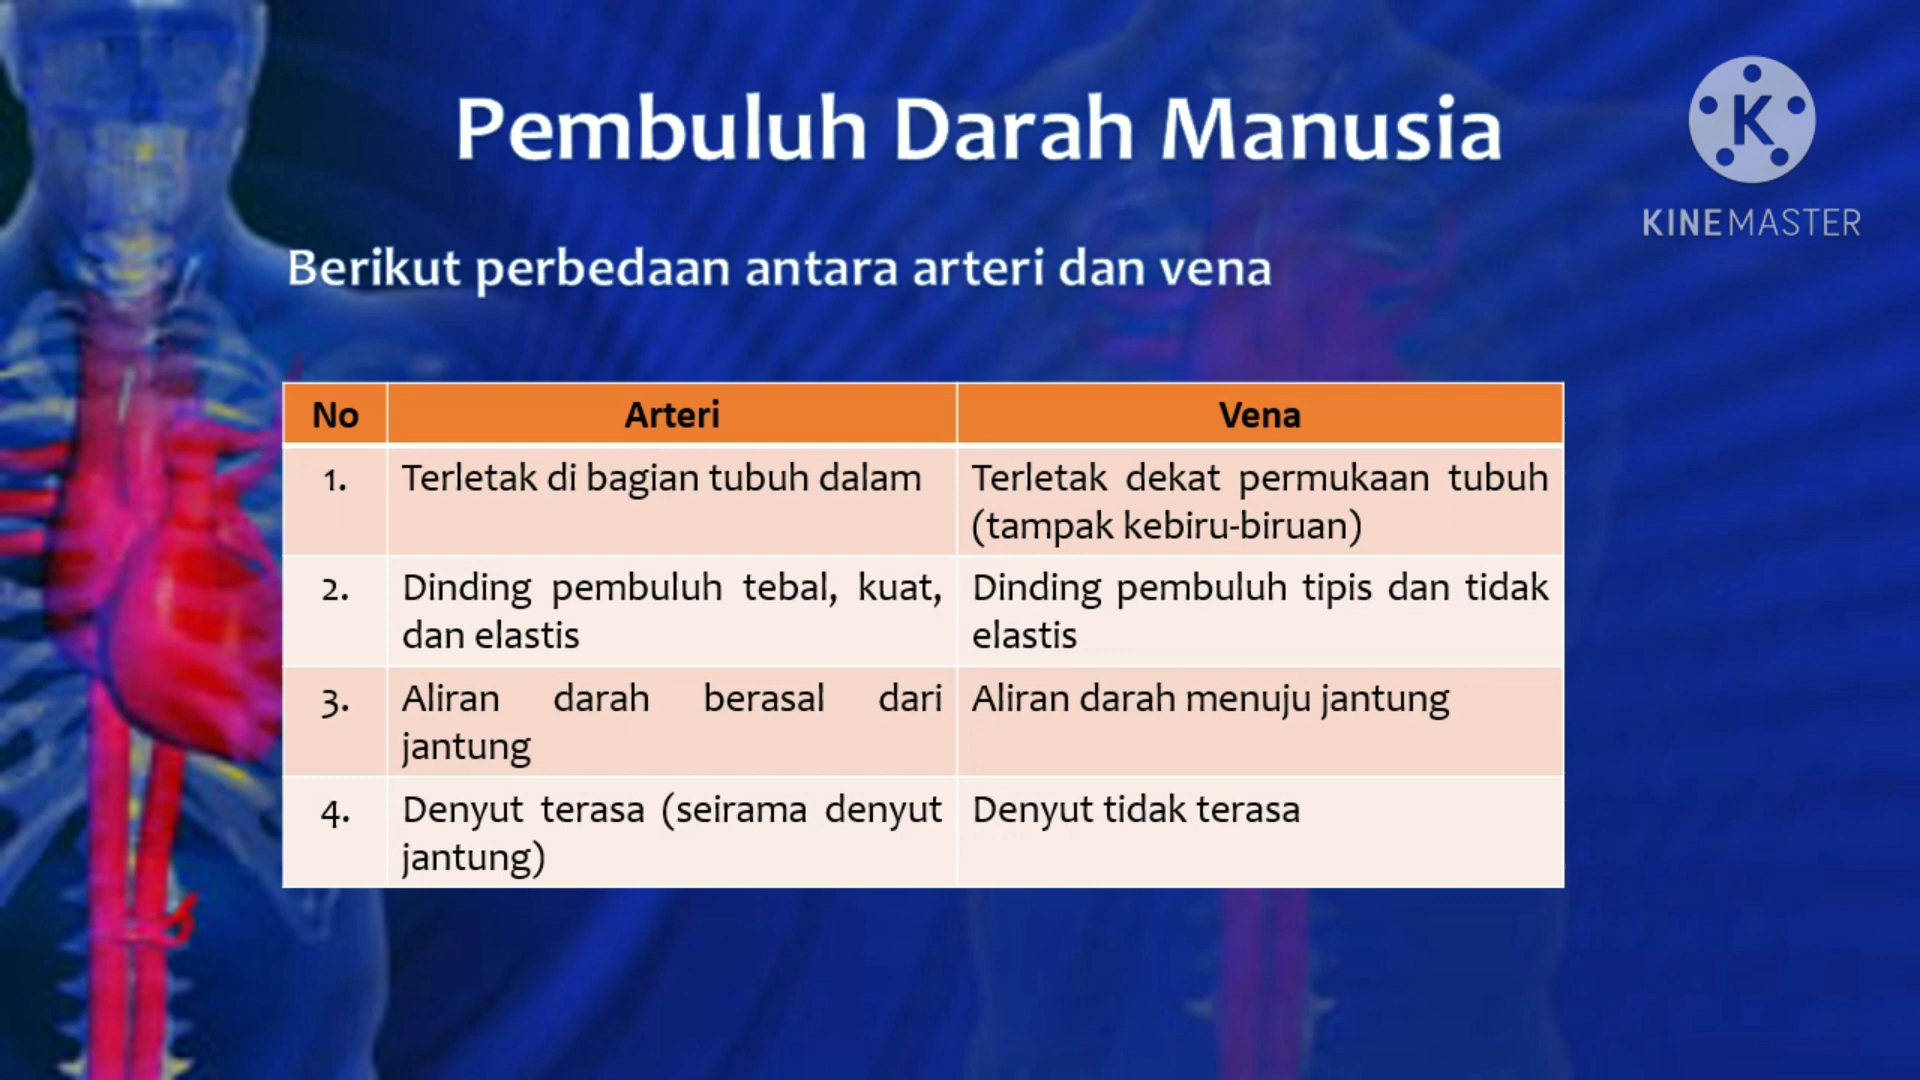 Pembuluh Darah Manusia
K
KINEMASTER
Berikut perbedaan antara arteri dan vena
No Arteri Vena
1. Terletak di bagian tubuh dalam Terletak dekat permukaan tubuh
(tampak kebiru-biruan)
2. Dinding pembuluh tebal, kuat, Dinding pembuluh tipis dan tidak
dan elastis elastis
3. Aliran darah berasal dari Aliran darah menuju jantung
jantung
4. Denyut terasa (seirama denyut Denyut tidak terasa
jantung)